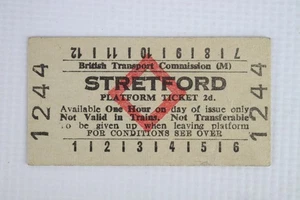 7 8 9 10 11 12
British Transport Commission (M)
STRETFORD
PLATFORM TICKET 2d.
Available One Hour on day of issue only
Not Valid in Trains. Not Transferable
To be given up when leaving platform
FOR CONDITIONS SEE OVER
1 2 3 4 5 6
1244
1244